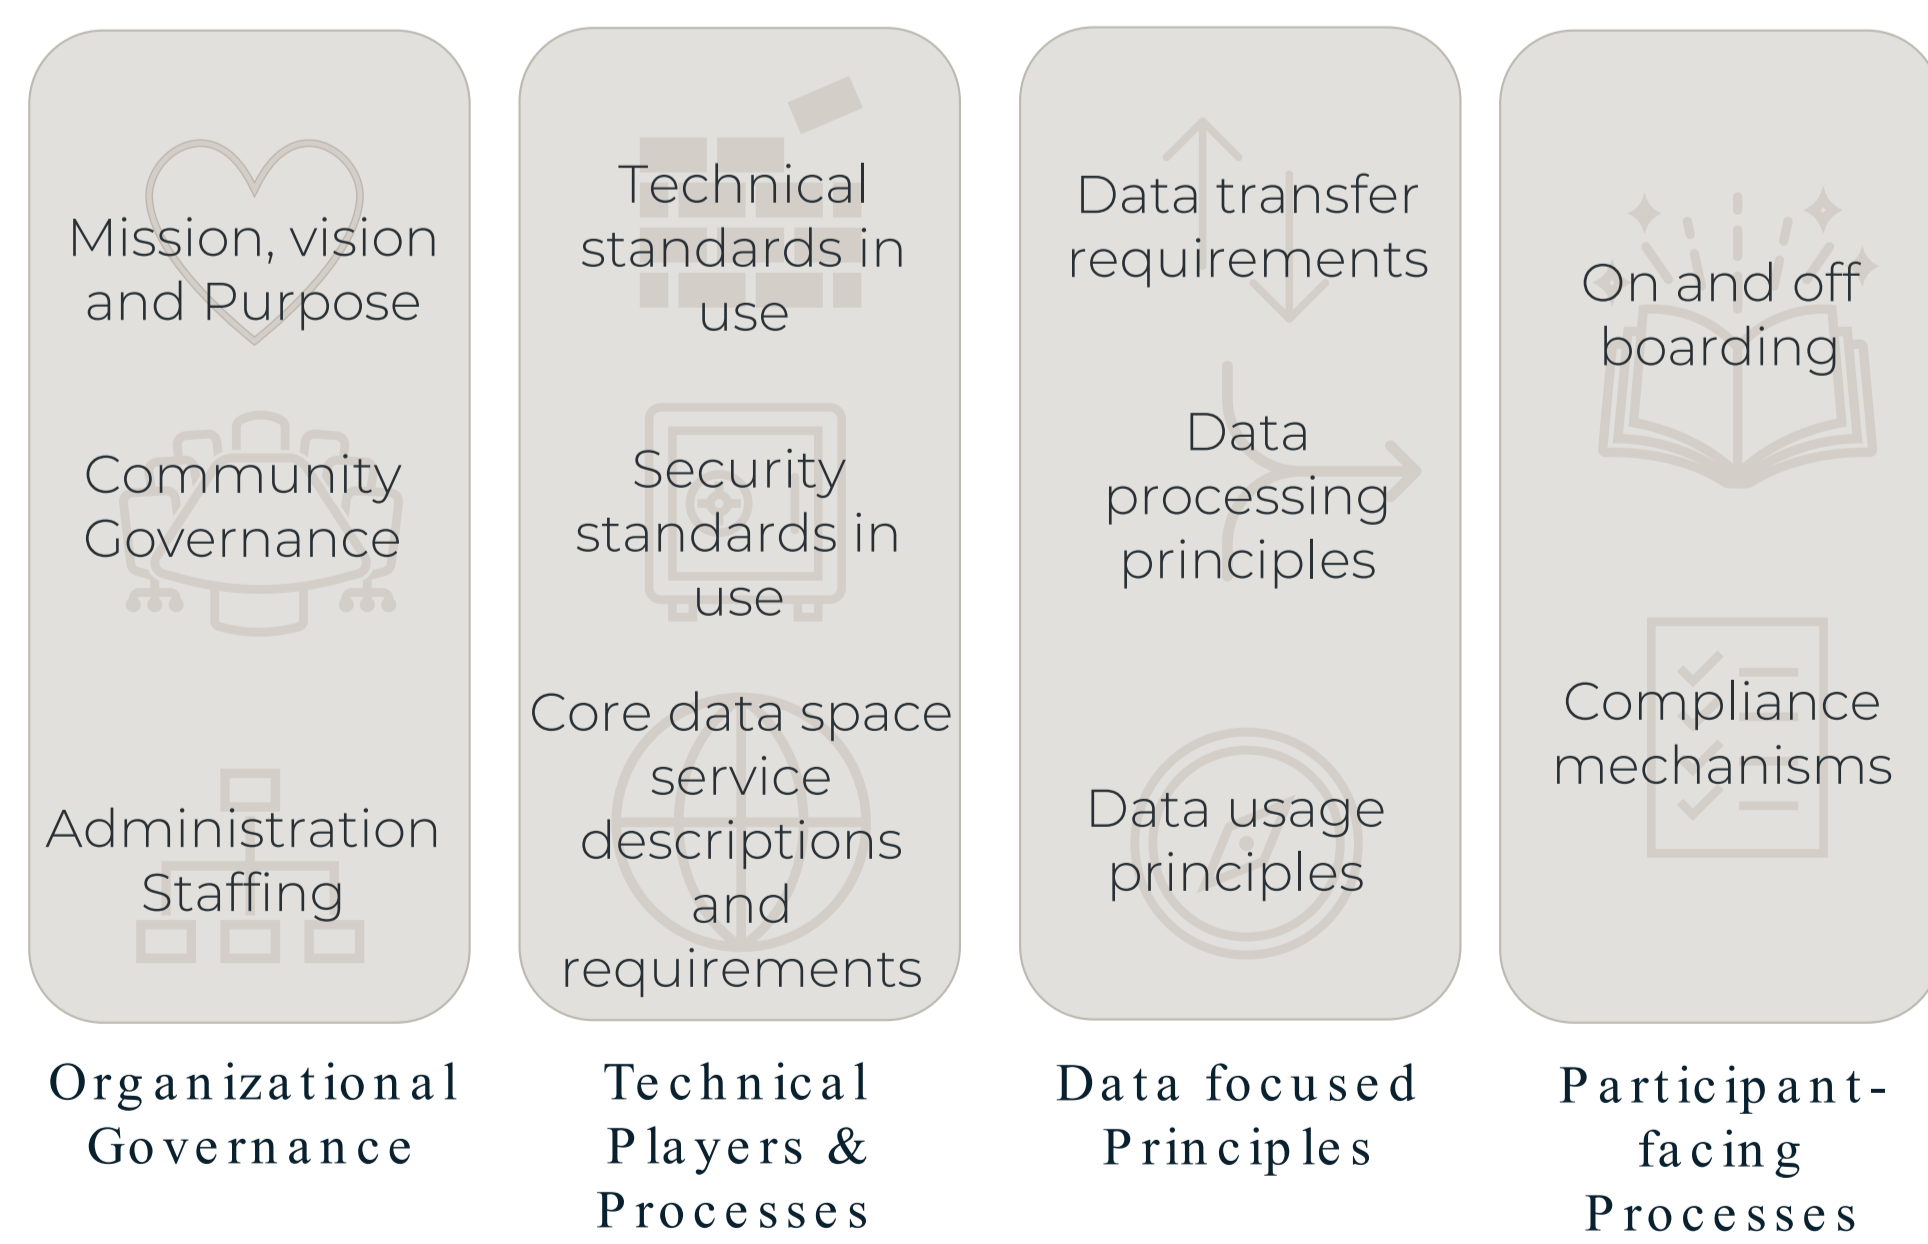 Mission, vision
and Purpose
Community
Governance
Administration
Staffing
Technical
standards in
use
Security
standards in
use
Core data space
service
descriptions
and
requirements
Data transfer
requirements
Data
processing
principles
Data usage
principles
On and off
boarding
Compliance
mechanisms
Organizational
Governance
Technical
Players &
Processes
Data focused
Principles
Participant-
facing
Processes